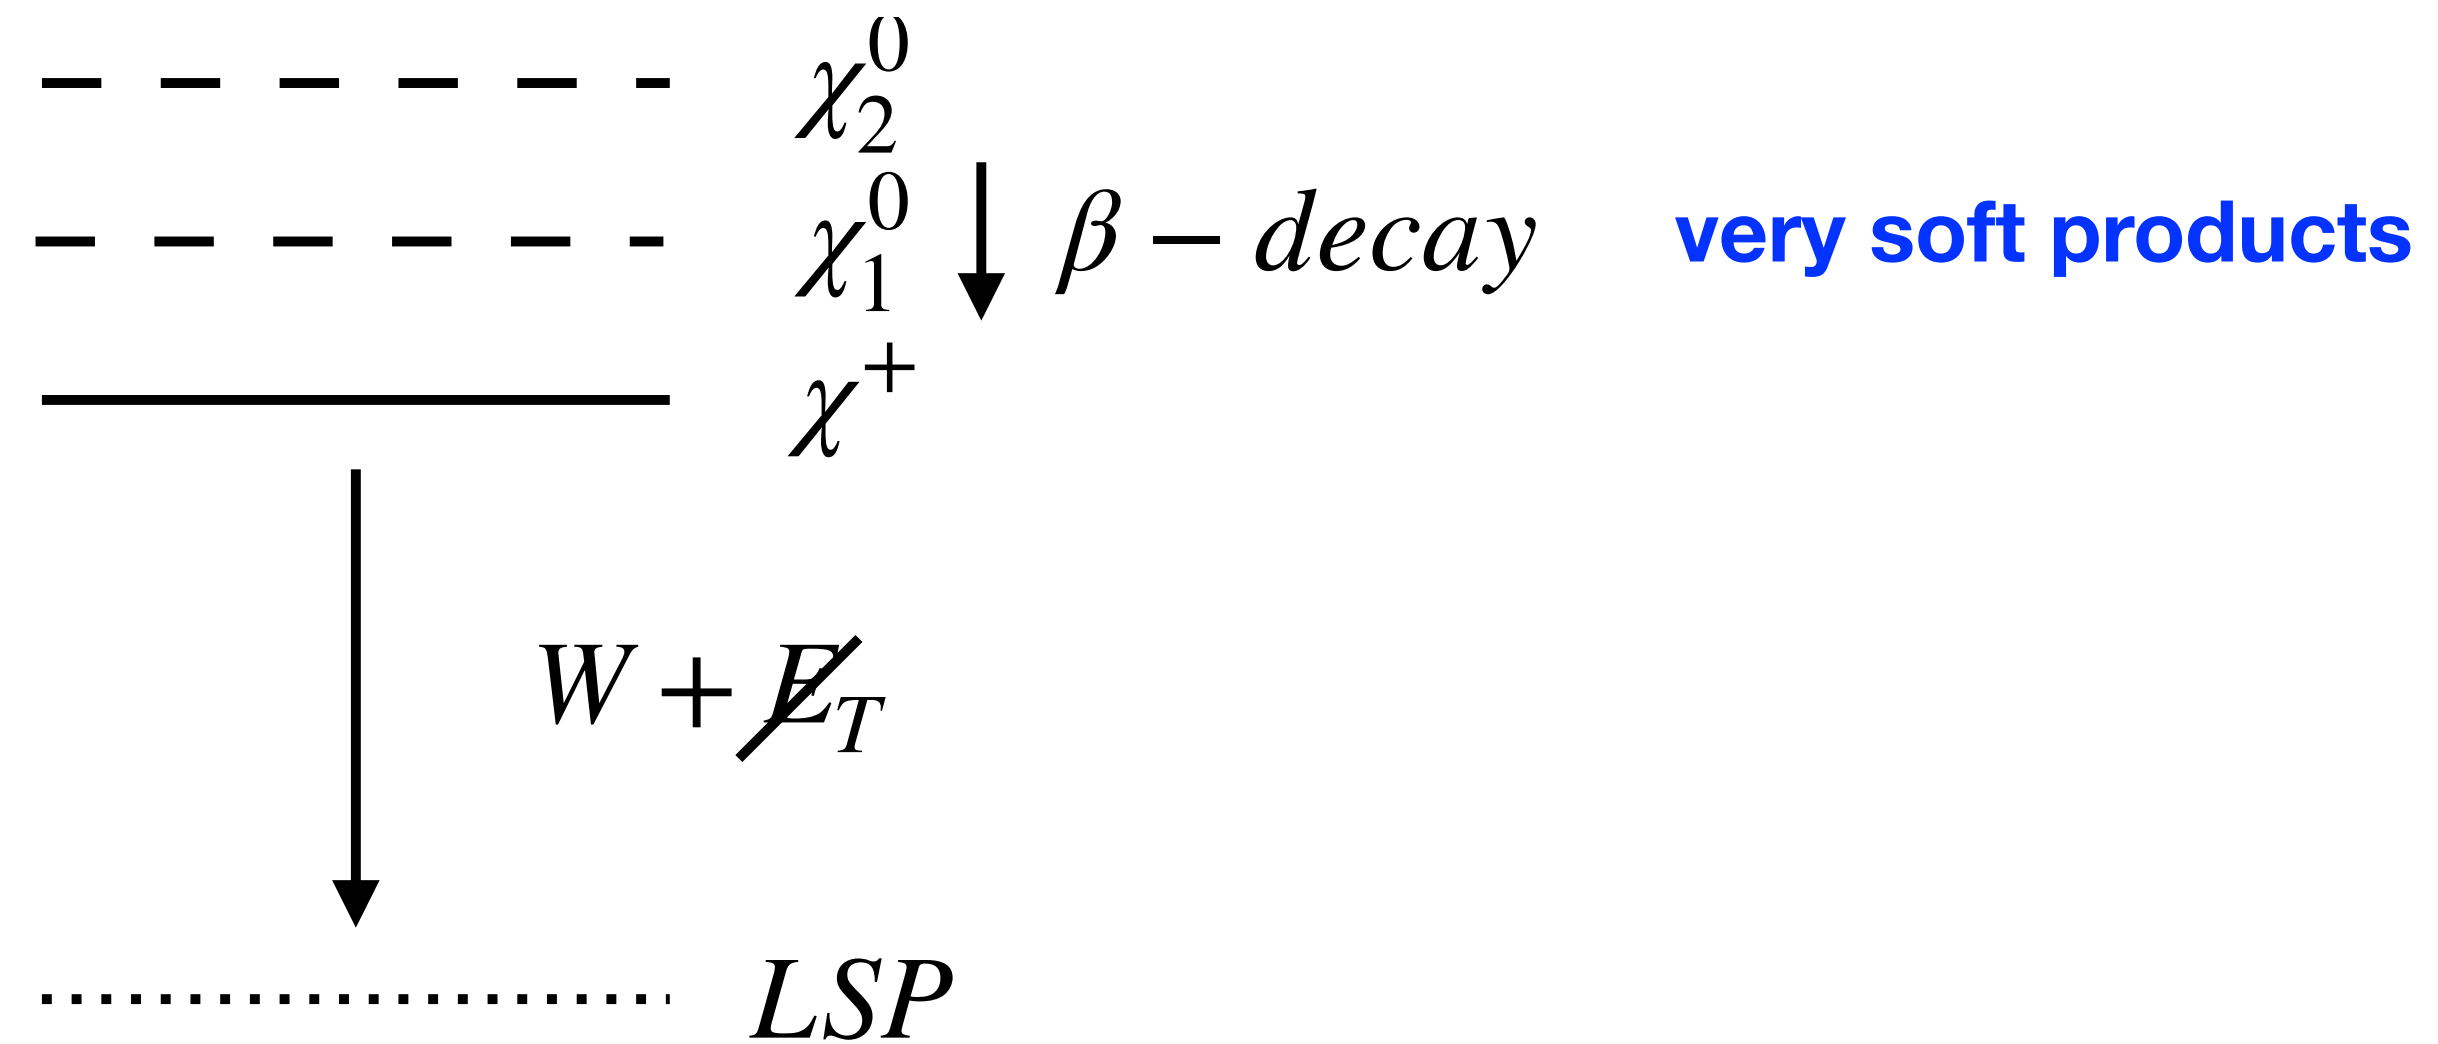 χ₂⁰
χ₁⁰ β − decay very soft products
χ⁺
W + E̸_T
LSP